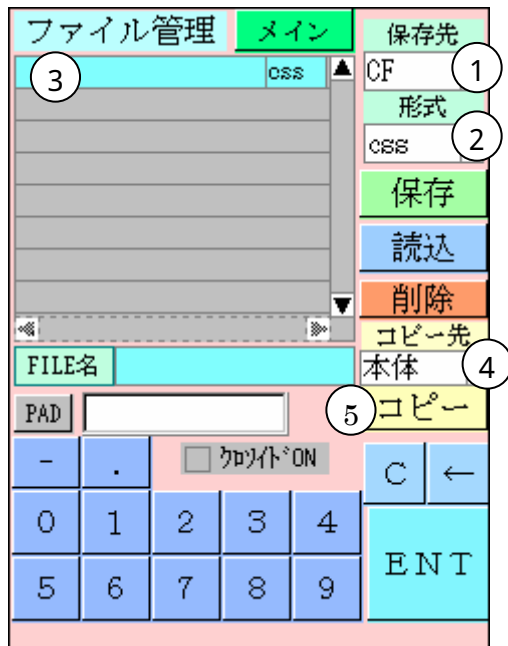 ファイル管理
メイン
保存先
3
css
▲
CF
1
形式
css
2
保存
読込
削除
▼
コピー先
FILE名
本体
4
PAD
5
コピー
-
.
ｸﾛｿｲﾄﾞON
C
←
0
1
2
3
4
ENT
5
6
7
8
9